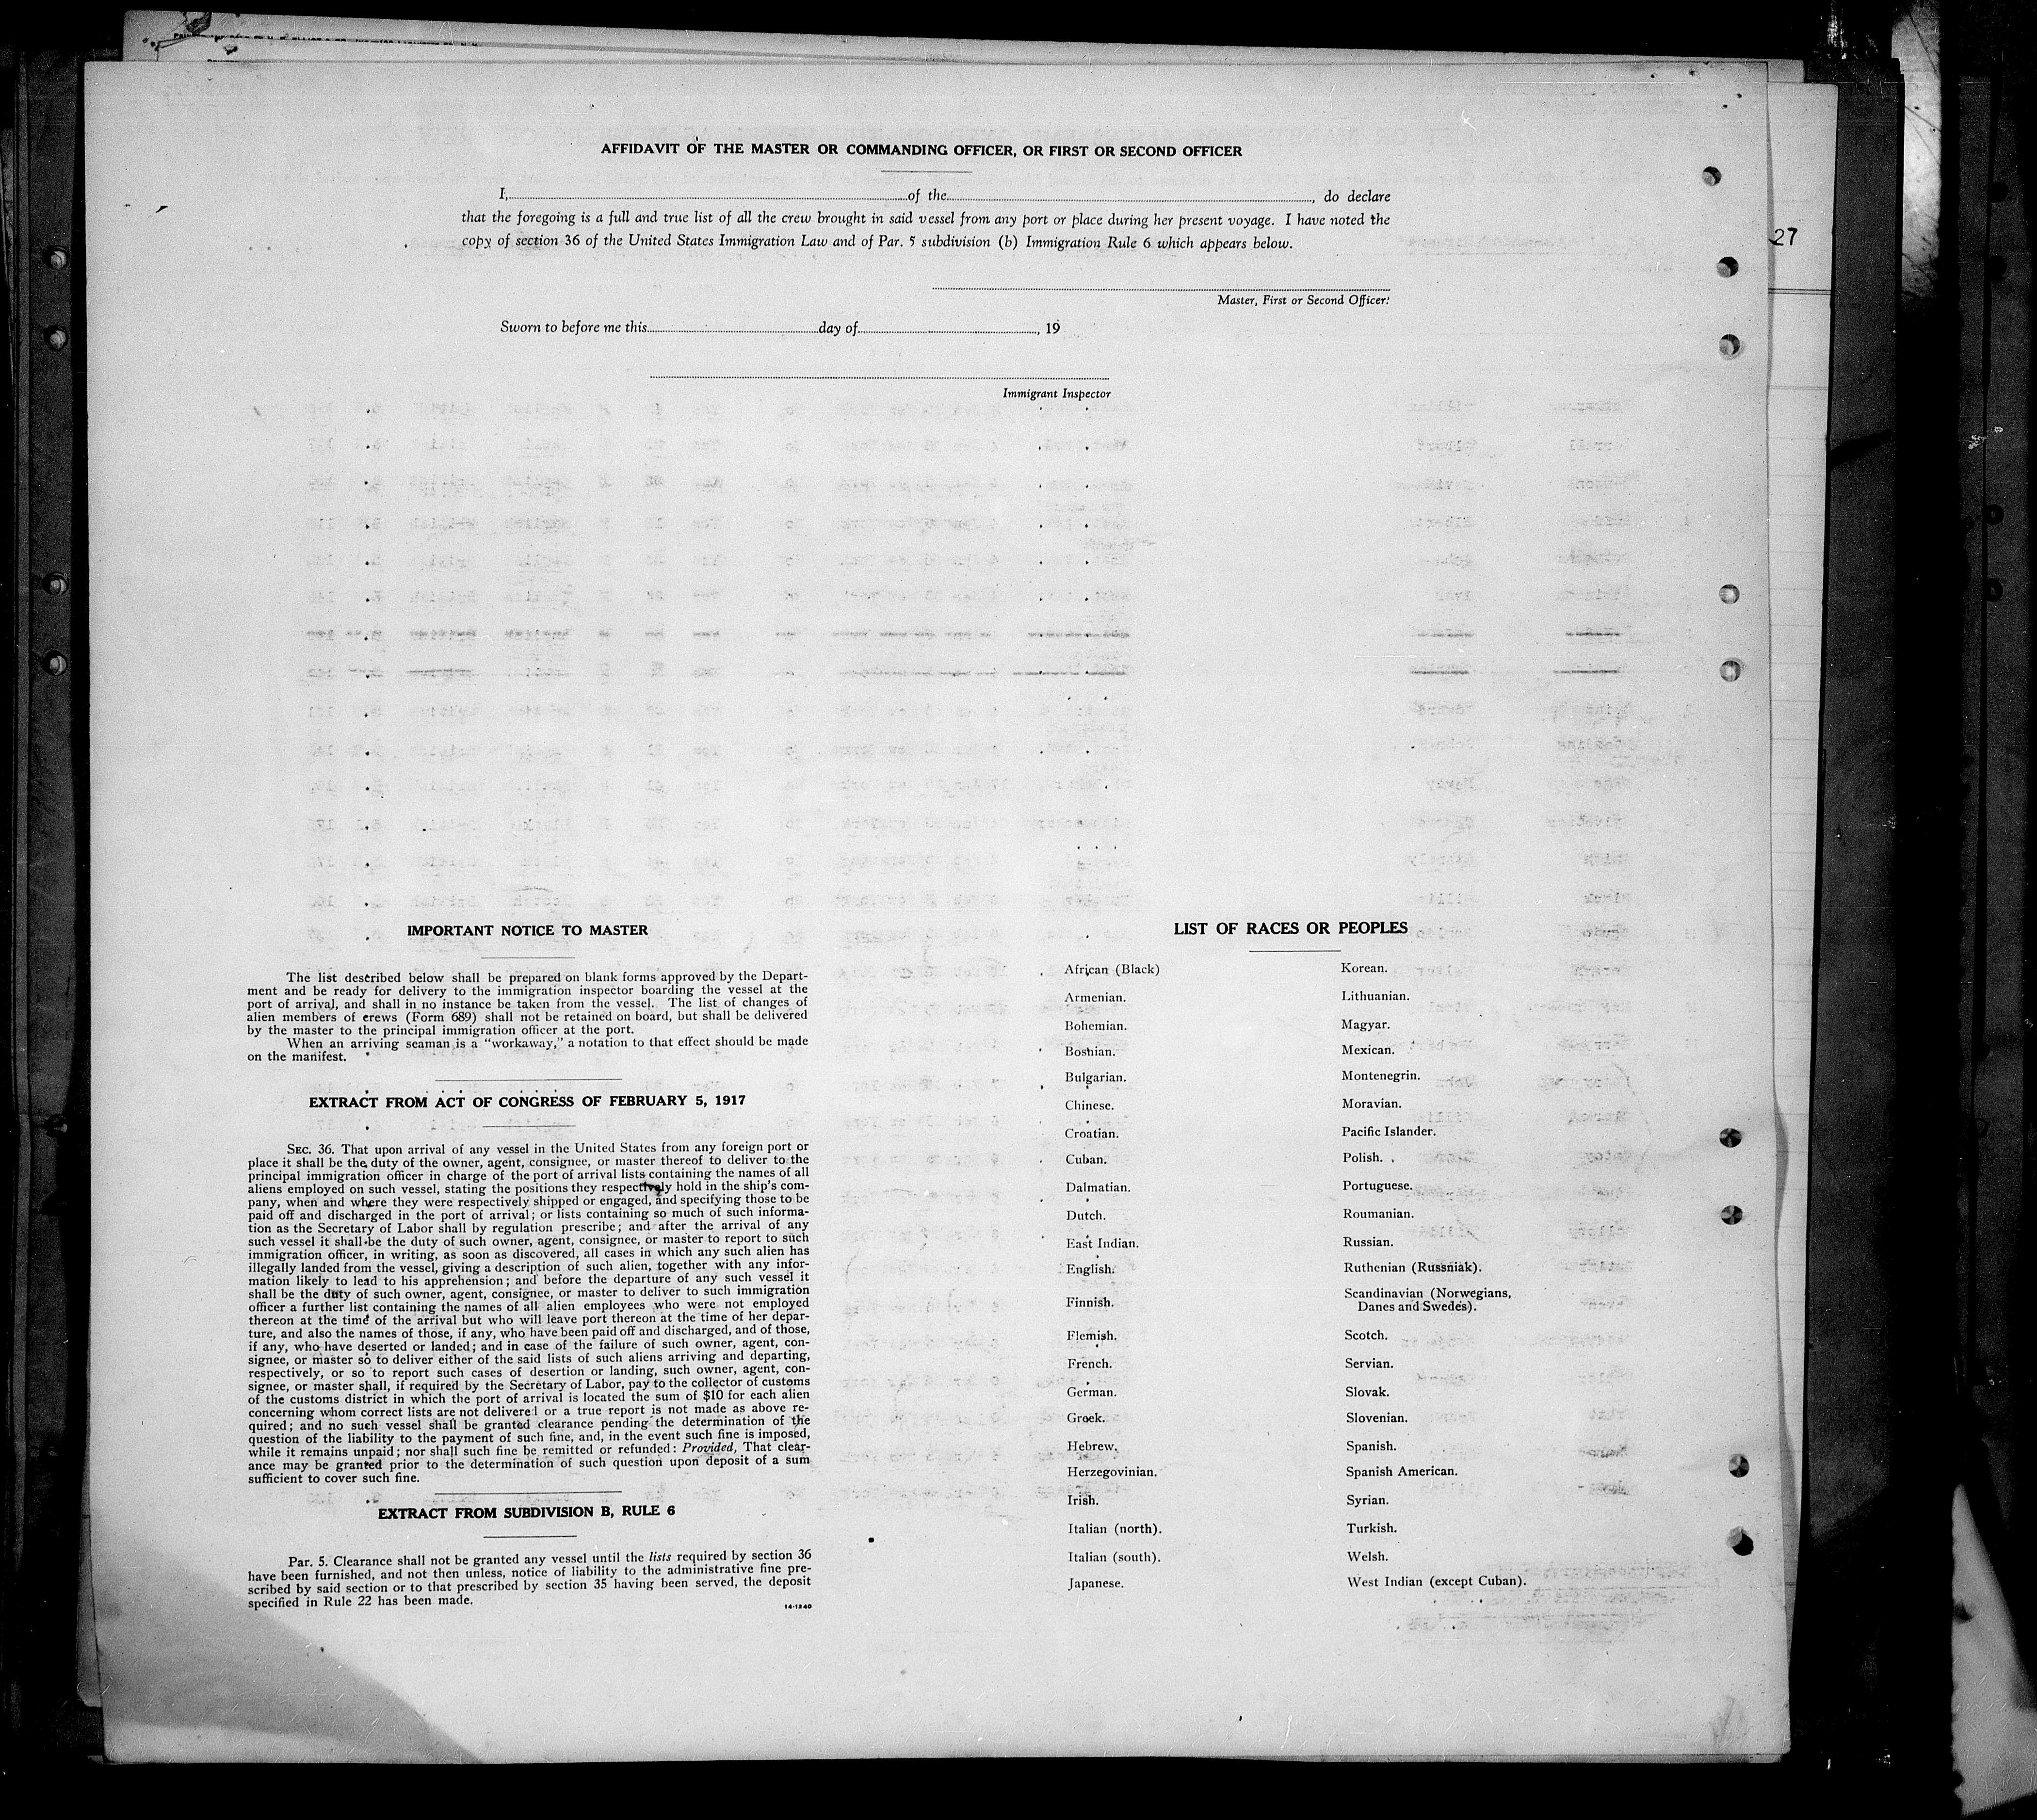 27
AFFIDAVIT OF THE MASTER OR COMMANDING OFFICER, OR FIRST OR SECOND OFFICER
I, of the , do declare
that the foregoing is a full and true list of all the crew brought in said vessel from any port or place during her present voyage. I have noted the
copy of section 36 of the United States Immigration Law and of Par. 5 subdivision (b) Immigration Rule 6 which appears below.
Master, First or Second Officer.
Sworn to before me this day of , 19
Immigrant Inspector
IMPORTANT NOTICE TO MASTER
The list described below shall be prepared on blank forms approved by the Depart-
ment and be ready for delivery to the immigration inspector boarding the vessel at the
port of arrival, and shall in no instance be taken from the vessel. The list of changes of
alien members of crews (Form 689) shall not be retained on board, but shall be delivered
by the master to the principal immigration officer at the port.
When an arriving seaman is a "workaway," a notation to that effect should be made
on the manifest.
EXTRACT FROM ACT OF CONGRESS OF FEBRUARY 5, 1917
SEC. 36. That upon arrival of any vessel in the United States from any foreign port or
place it shall be the duty of the owner, agent, consignee, or master thereof to deliver to the
principal immigration officer in charge of the port of arrival lists containing the names of all
aliens employed on such vessel, stating the positions they respectively hold in the ship's com-
pany, when and where they were respectively shipped or engaged, and specifying those to be
paid off and discharged in the port of arrival; or lists containing so much of such informa-
tion as the Secretary of Labor shall by regulation prescribe; and after the arrival of any
such vessel it shall be the duty of such owner, agent, consignee, or master to report to such
immigration officer, in writing, as soon as discovered, all cases in which any such alien has
illegally landed from the vessel, giving a description of such alien, together with any infor-
mation likely to lead to his apprehension; and before the departure of any such vessel it
shall be the duty of such owner, agent, consignee, or master to deliver to such immigration
officer a further list containing the names of all alien employees who were not employed
thereon at the time of the arrival but who will leave port thereon at the time of her depar-
ture, and also the names of those, if any, who have been paid off and discharged, and of those,
if any, who have deserted or landed; and in case of the failure of such owner, agent, con-
signee, or master so to deliver either of the said lists of such aliens arriving and departing,
respectively, or so to report such cases of desertion or landing, such owner, agent, con-
signee, or master shall, if required by the Secretary of Labor, pay to the collector of customs
of the customs district in which the port of arrival is located the sum of $10 for each alien
concerning whom correct lists are not delivered or a true report is not made as above re-
quired; and no such vessel shall be granted clearance pending the determination of the
question of the liability to the payment of such fine, and, in the event such fine is imposed,
while it remains unpaid; nor shall such fine be remitted or refunded: Provided, That clear-
ance may be granted prior to the determination of such question upon deposit of a sum
sufficient to cover such fine.
EXTRACT FROM SUBDIVISION B, RULE 6
Par. 5. Clearance shall not be granted any vessel until the lists required by section 36
have been furnished, and not then unless, notice of liability to the administrative fine pre-
scribed by said section or to that prescribed by section 35 having been served, the deposit
specified in Rule 22 has been made.
14-1240
LIST OF RACES OR PEOPLES
African (Black)
Armenian.
Bohemian.
Bosnian.
Bulgarian.
Chinese.
Croatian.
Cuban.
Dalmatian.
Dutch.
East Indian.
English.
Finnish.
Flemish.
French.
German.
Greek.
Hebrew.
Herzegovinian.
Irish.
Italian (north).
Italian (south).
Japanese.
Korean.
Lithuanian.
Magyar.
Mexican.
Montenegrin.
Moravian.
Pacific Islander.
Polish.
Portuguese.
Roumanian.
Russian.
Ruthenian (Russniak).
Scandinavian (Norwegians,
Danes and Swedes).
Scotch.
Servian.
Slovak.
Slovenian.
Spanish.
Spanish American.
Syrian.
Turkish.
Welsh.
West Indian (except Cuban).